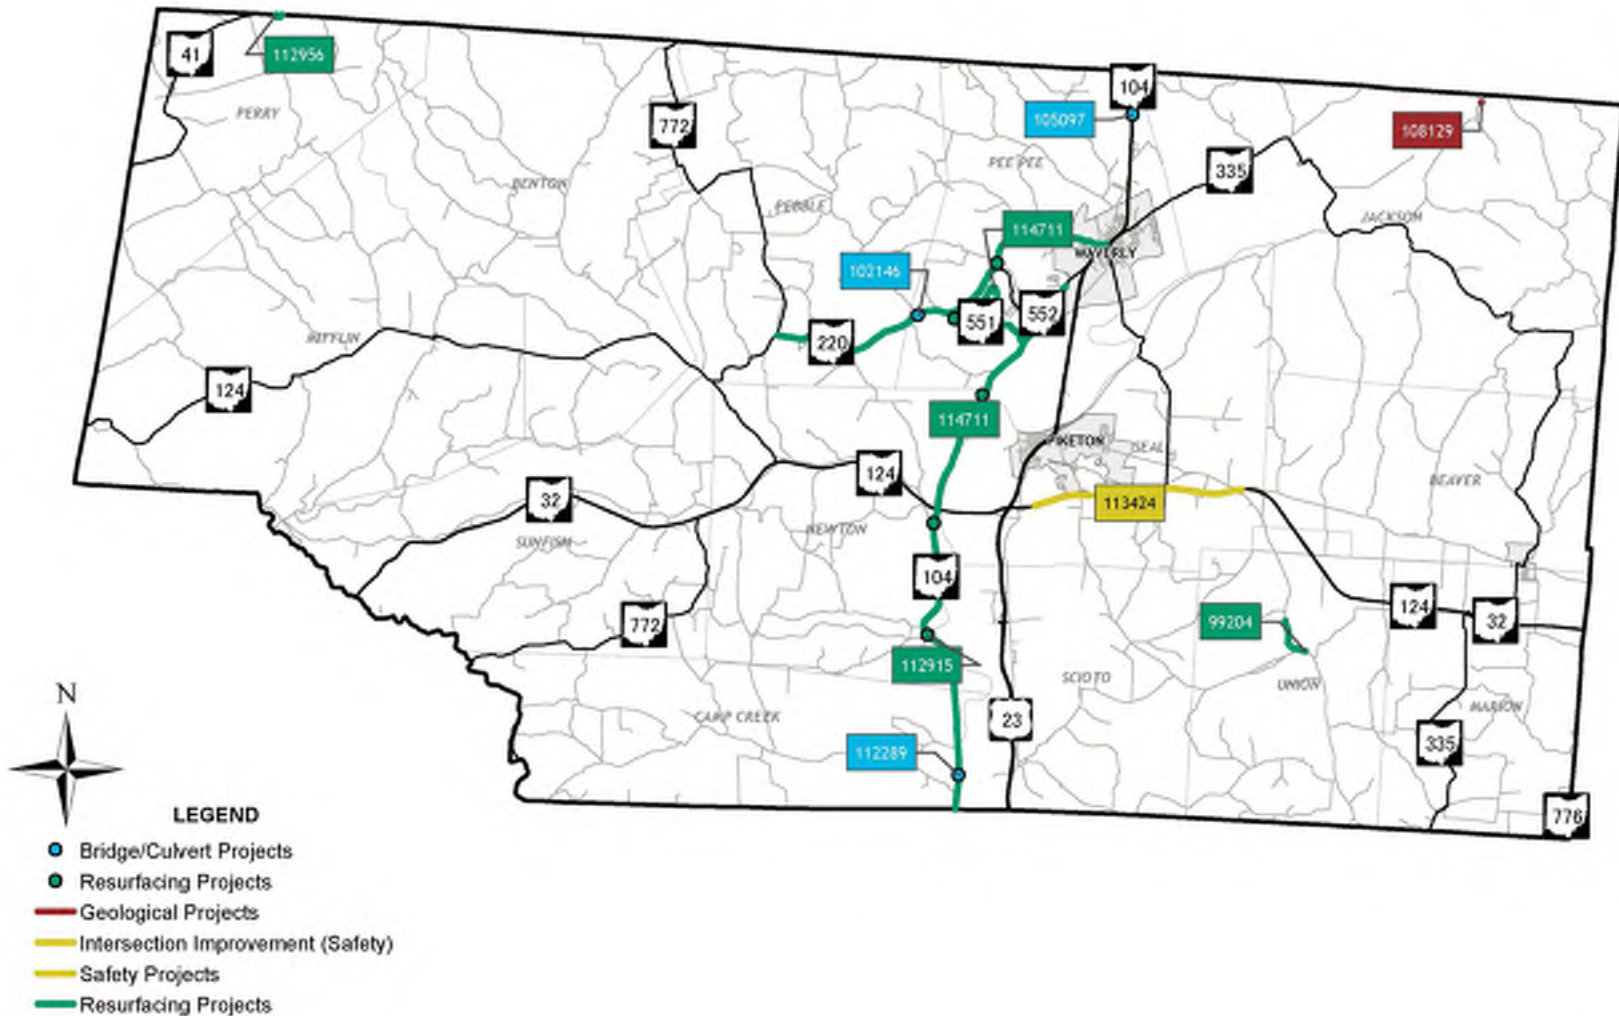 41
112956
PERRY
772
104
105097
108129
PEE PEE
335
BENTON
PEBBLE
JACKSON
114711
WAVERLY
102146
551
552
220
MIFFLIN
124
114711
PIKETON
SEAL
124
BEAVER
32
113424
NEWTON
SUNFISH
104
124
32
99204
772
112915
SCIOTO
UNION
MARION
23
CAMP CREEK
335
112289
776
N
LEGEND
Bridge/Culvert Projects
Resurfacing Projects
Geological Projects
Intersection Improvement (Safety)
Safety Projects
Resurfacing Projects